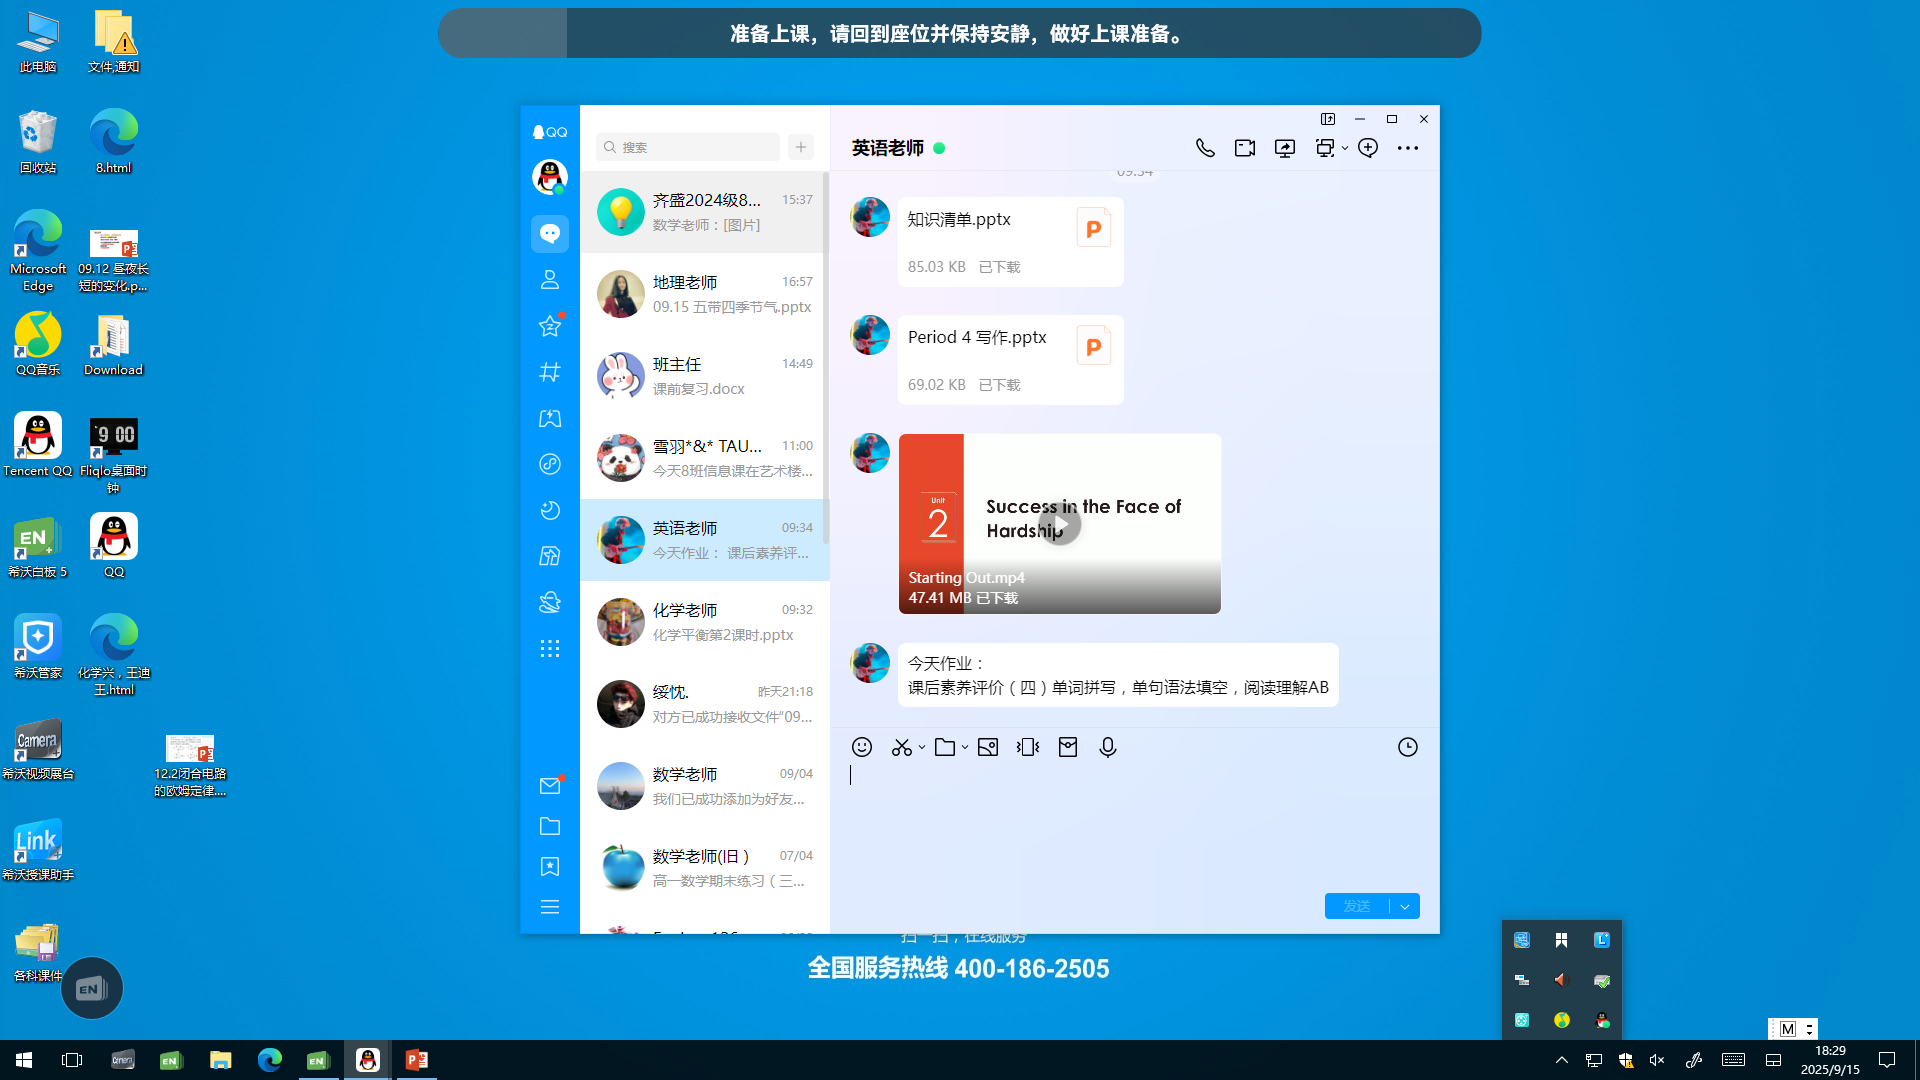 准备上课，请回到座位并保持安静，做好上课准备。
此电脑
文件,通知
回收站
8.html
Microsoft
Edge
09.12 昼夜长
短的变化.p...
QQ音乐
Download
Tencent QQ
9 00
Fliqlo桌面时
钟
EN
希沃白板 5
QQ
希沃管家
化学兴，王迪
王.html
Camera
希沃视频展台
12.2闭合电路
的欧姆定律....
Link
希沃授课助手
各科课件
EN
QQ
搜索
齐盛2024级8... 15:37
数学老师：[图片]
地理老师 16:57
09.15 五带四季节气.pptx
班主任 14:49
课前复习.docx
雪羽*&* TAU... 11:00
今天8班信息课在艺术楼...
英语老师 09:34
今天作业： 课后素养评...
化学老师 09:32
化学平衡第2课时.pptx
绥忱. 昨天21:18
对方已成功接收文件“09...
数学老师 09/04
我们已成功添加为好友...
数学老师(旧） 07/04
高一数学期末练习（三...
英语老师
09:34
知识清单.pptx
P
85.03 KB 已下载
Period 4 写作.pptx
P
69.02 KB 已下载
Unit
2
Success in the Face of
Hardship
Starting Out.mp4
47.41 MB 已下载
今天作业：
课后素养评价（四）单词拼写，单句语法填空，阅读理解AB
发送
扫一扫，在线服务
全国服务热线 400-186-2505
M
Camera
EN
EN
18:29
2025/9/15